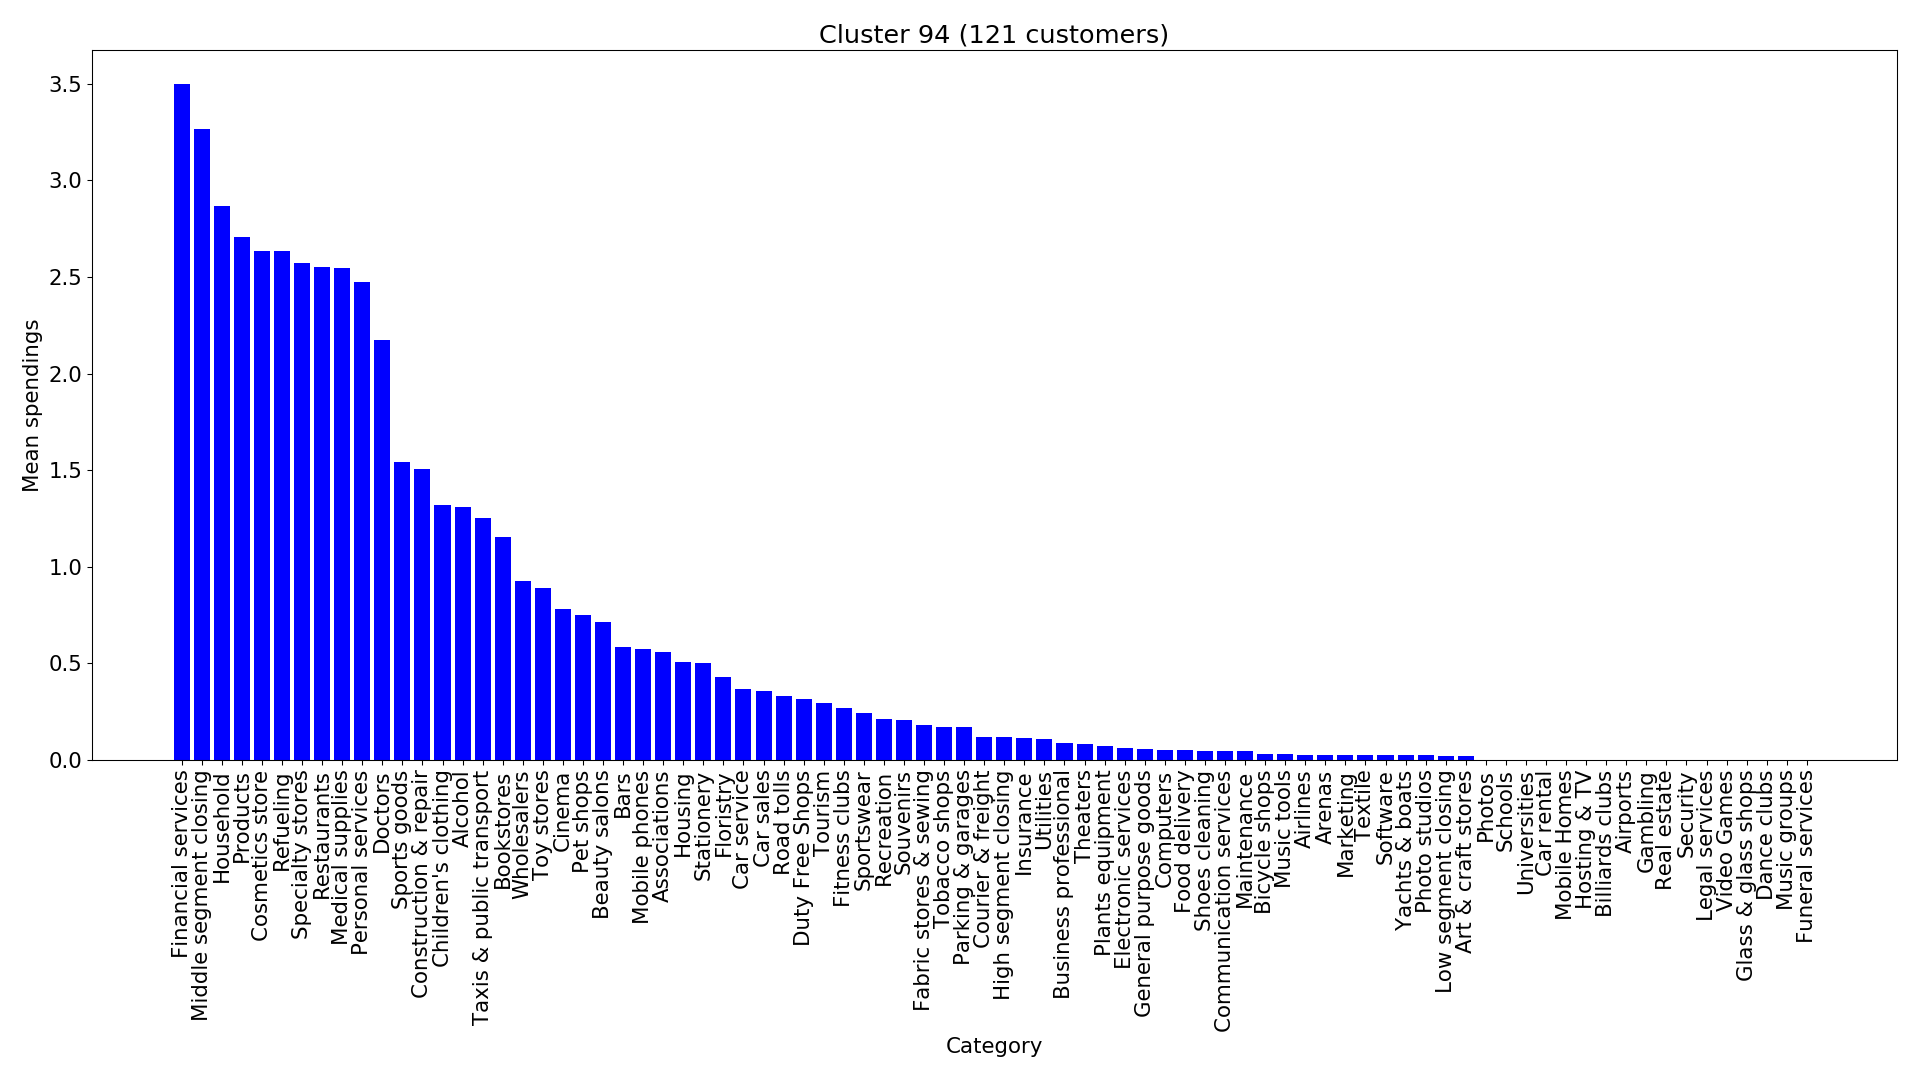 Cluster 94 (121 customers)
Mean spendings
3.5
3.0
2.5
2.0
1.5
1.0
0.5
0.0
Financial services
Middle segment closing
Household
Products
Cosmetics store
Refueling
Specialty stores
Restaurants
Medical supplies
Personal services
Doctors
Sports goods
Construction & repair
Children's clothing
Alcohol
Taxis & public transport
Bookstores
Wholesalers
Toy stores
Cinema
Pet shops
Beauty salons
Bars
Mobile phones
Associations
Housing
Stationery
Floristry
Car service
Car sales
Road tolls
Duty Free Shops
Tourism
Fitness clubs
Sportswear
Recreation
Souvenirs
Fabric stores & sewing
Tobacco shops
Parking & garages
Courier & freight
High segment closing
Insurance
Utilities
Business professional
Theaters
Plants equipment
Electronic services
General purpose goods
Computers
Food delivery
Shoes cleaning
Communication services
Maintenance
Bicycle shops
Music tools
Airlines
Arenas
Marketing
Textile
Software
Yachts & boats
Photo studios
Low segment closing
Art & craft stores
Photos
Schools
Universities
Car rental
Mobile Homes
Hosting & TV
Billiards clubs
Airports
Gambling
Real estate
Security
Legal services
Video Games
Glass & glass shops
Dance clubs
Music groups
Funeral services
Category